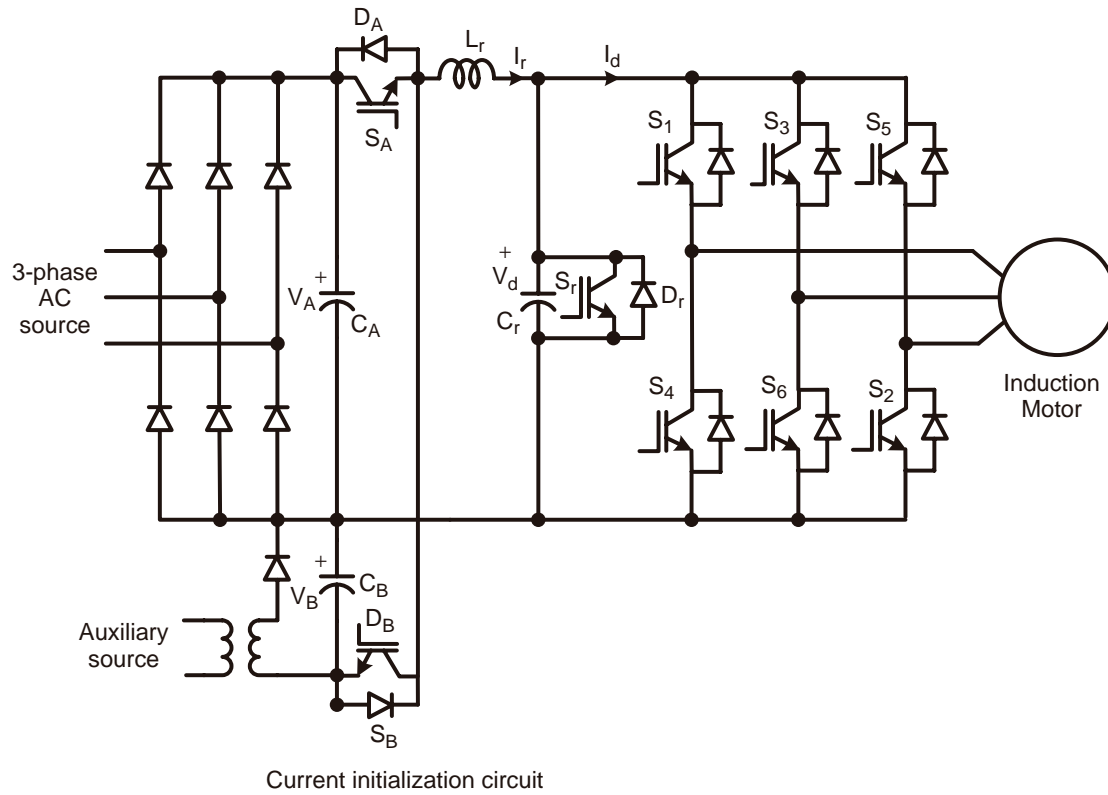 D_A
L_r
I_r
I_d
S_A
S_1
S_3
S_5
3-phase
AC
source
+
V_A
C_A
+
V_d
C_r
S_r
D_r
S_4
S_6
S_2
Induction
Motor
+
V_B
C_B
D_B
Auxiliary
source
S_B
Current initialization circuit